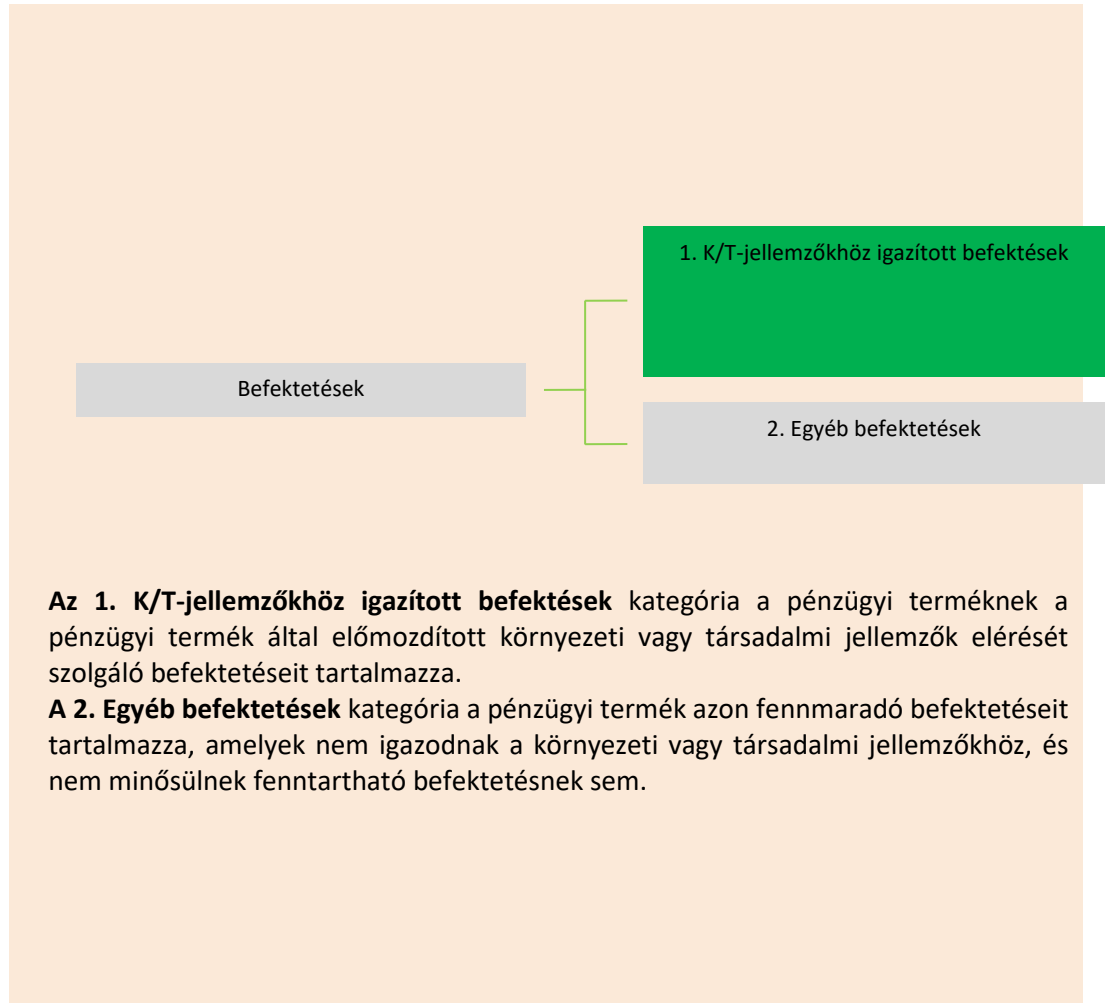 1. K/T-jellemzőkhöz igazított befektések
Befektetések
2. Egyéb befektetések
Az 1. K/T-jellemzőkhöz igazított befektések kategória a pénzügyi terméknek a
pénzügyi termék által előmozdított környezeti vagy társadalmi jellemzők elérését
szolgáló befektetéseit tartalmazza.
A 2. Egyéb befektetések kategória a pénzügyi termék azon fennmaradó befektetéseit
tartalmazza, amelyek nem igazodnak a környezeti vagy társadalmi jellemzőkhöz, és
nem minősülnek fenntartható befektetésnek sem.